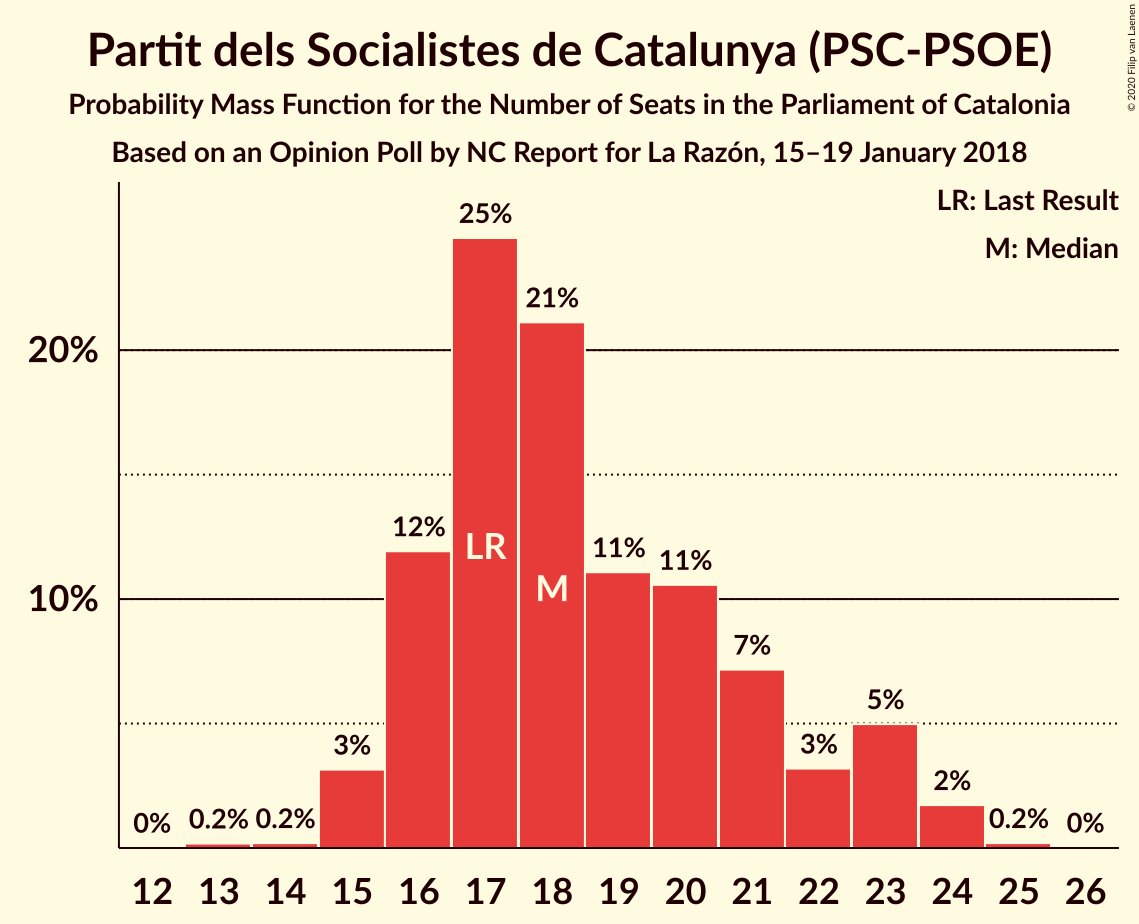 Partit dels Socialistes de Catalunya (PSC-PSOE)
Probability Mass Function for the Number of Seats in the Parliament of Catalonia
Based on an Opinion Poll by NC Report for La Razón, 15–19 January 2018
© 2020 Filip van Laenen
LR: Last Result
M: Median
25%
21%
20%
12%
LR
11%
11%
M
10%
7%
5%
3%
3%
2%
0%
0.2%
0.2%
0.2%
0%
12 13 14 15 16 17 18 19 20 21 22 23 24 25 26